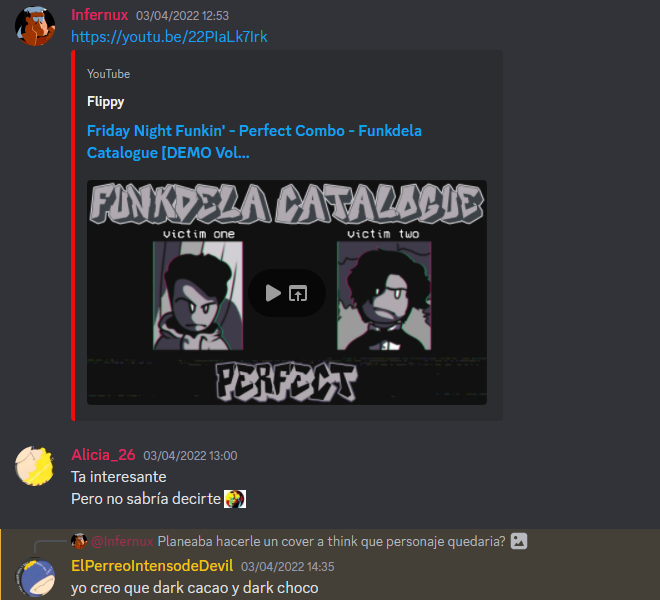 Infernux 03/04/2022 12:53
https://youtu.be/22PIaLk7Irk
YouTube
Flippy
Friday Night Funkin' - Perfect Combo - Funkdela
Catalogue [DEMO Vol...
FUNKDELA CATALOGUE
victim one victim two
PERFECT
Alicia_26 03/04/2022 13:00
Ta interesante
Pero no sabría decirte
@Infernux Planeaba hacerle un cover a think que personaje quedaria?
ElPerreoIntensodeDevil 03/04/2022 14:35
yo creo que dark cacao y dark choco